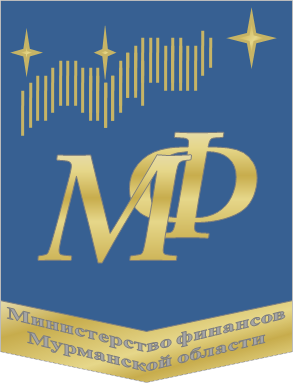 МФ
Министерство финансов
Мурманской области